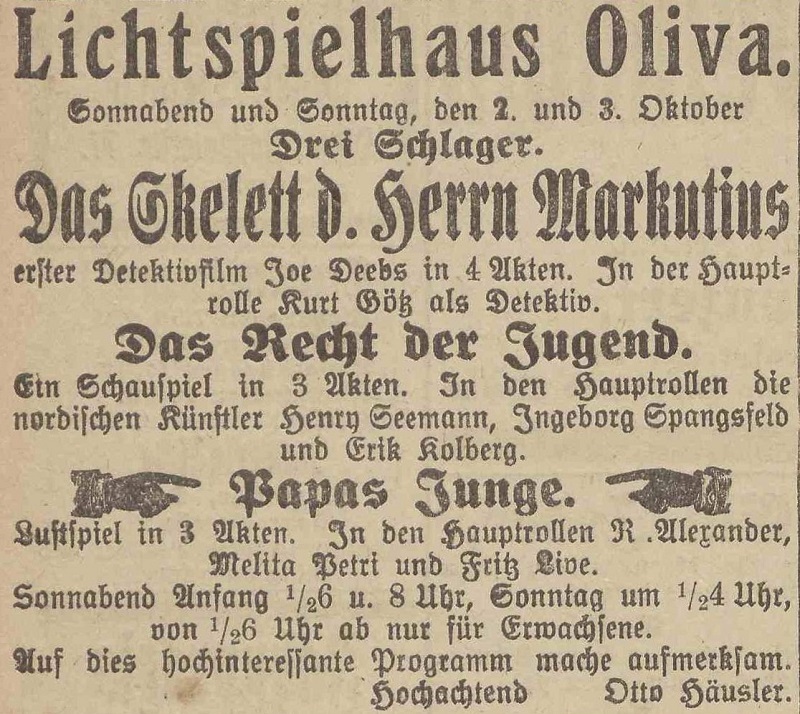 Lichtspielhaus Oliva.
Sonnabend und Sonntag, den 2. und 3. Oktober
Drei Schlager.
Das Skelett d. Herrn Markutius
erster Detektivfilm Joe Deebs in 4 Akten. In der Haupt-
rolle Kurt Götz als Detektiv.
Das Recht der Jugend.
Ein Schauspiel in 3 Akten. In den Hauptrollen die
nordischen Künstler Henry Seemann, Ingeborg Spangsfeld
und Erik Kolberg.
Papas Junge.
Lustspiel in 3 Akten. In den Hauptrollen R .Alexander,
Melita Petri und Fritz Live.
Sonnabend Anfang 1/26 u. 8 Uhr, Sonntag um 1/24 Uhr,
von 1/26 Uhr ab nur für Erwachsene.
Auf dies hochinteressante Programm mache aufmerksam.
Hochachtend Otto Häusler.